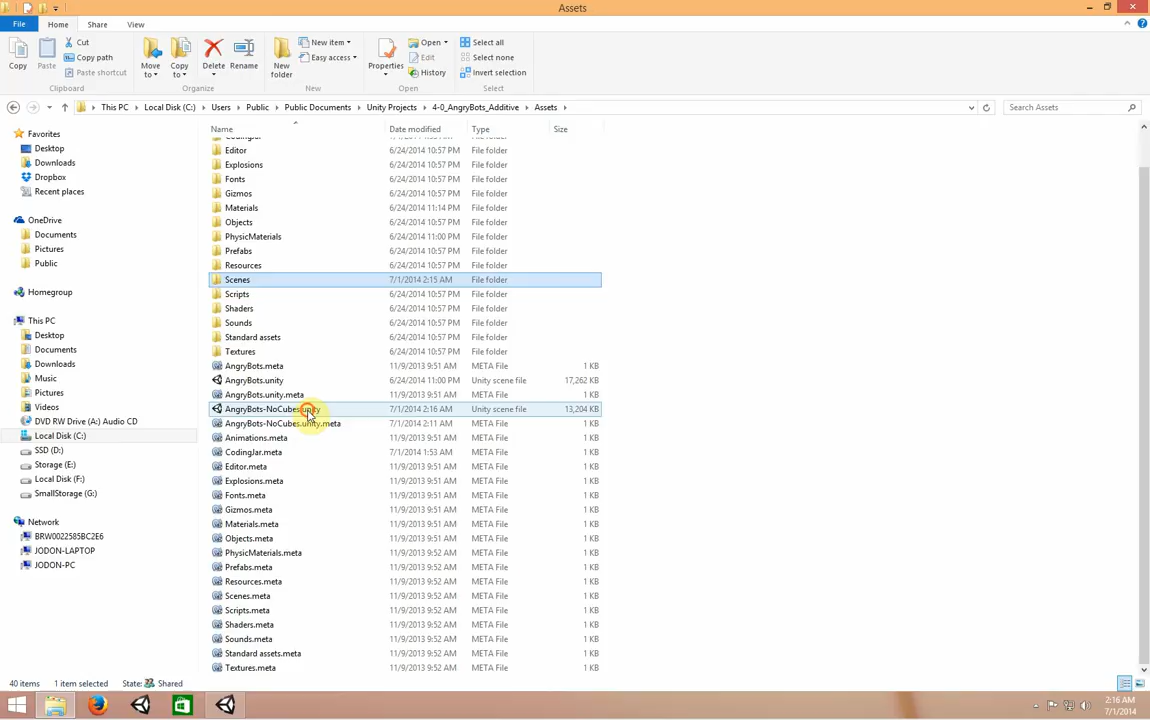 Assets
File
Home
Share
View
Copy
Paste
Cut
Copy path
Paste shortcut
Clipboard
Move to
Copy to
Delete
Rename
Organize
New folder
New item
Easy access
New
Properties
Open
Edit
History
Open
Select all
Select none
Invert selection
Select
This PC
Local Disk (C:)
Users
Public
Public Documents
Unity Projects
4-0_AngryBots_Additive
Assets
Search Assets
Favorites
Desktop
Downloads
Dropbox
Recent places
OneDrive
Documents
Pictures
Public
Homegroup
This PC
Desktop
Documents
Downloads
Music
Pictures
Videos
DVD RW Drive (A:) Audio CD
Local Disk (C:)
SSD (D:)
Storage (E:)
Local Disk (F:)
SmallStorage (G:)
Network
BRW0022585BC2E6
JODON-LAPTOP
JODON-PC
Name Date modified Type Size
Editor 6/24/2014 10:57 PM File folder
Explosions 6/24/2014 10:57 PM File folder
Fonts 6/24/2014 10:57 PM File folder
Gizmos 6/24/2014 10:57 PM File folder
Materials 6/24/2014 11:14 PM File folder
Objects 6/24/2014 10:57 PM File folder
PhysicMaterials 6/24/2014 11:00 PM File folder
Prefabs 6/24/2014 10:57 PM File folder
Resources 6/24/2014 10:57 PM File folder
Scenes 7/1/2014 2:15 AM File folder
Scripts 6/24/2014 10:57 PM File folder
Shaders 6/24/2014 10:57 PM File folder
Sounds 6/24/2014 10:57 PM File folder
Standard assets 6/24/2014 10:57 PM File folder
Textures 6/24/2014 10:57 PM File folder
AngryBots.meta 11/9/2013 9:51 AM META File 1 KB
AngryBots.unity 6/24/2014 11:00 PM Unity scene file 17,262 KB
AngryBots.unity.meta 11/9/2013 9:51 AM META File 1 KB
AngryBots-NoCubes.unity 7/1/2014 2:16 AM Unity scene file 13,204 KB
AngryBots-NoCubes.unity.meta 7/1/2014 2:11 AM META File 1 KB
Animations.meta 11/9/2013 9:51 AM META File 1 KB
CodingJar.meta 7/1/2014 1:53 AM META File 1 KB
Editor.meta 11/9/2013 9:51 AM META File 1 KB
Explosions.meta 11/9/2013 9:51 AM META File 1 KB
Fonts.meta 11/9/2013 9:51 AM META File 1 KB
Gizmos.meta 11/9/2013 9:51 AM META File 1 KB
Materials.meta 11/9/2013 9:51 AM META File 1 KB
Objects.meta 11/9/2013 9:51 AM META File 1 KB
PhysicMaterials.meta 11/9/2013 9:52 AM META File 1 KB
Prefabs.meta 11/9/2013 9:52 AM META File 1 KB
Resources.meta 11/9/2013 9:52 AM META File 1 KB
Scenes.meta 11/9/2013 9:52 AM META File 1 KB
Scripts.meta 11/9/2013 9:52 AM META File 1 KB
Shaders.meta 11/9/2013 9:52 AM META File 1 KB
Sounds.meta 11/9/2013 9:52 AM META File 1 KB
Standard assets.meta 11/9/2013 9:52 AM META File 1 KB
Textures.meta 11/9/2013 9:52 AM META File 1 KB
40 items 1 item selected State: Shared
2:16 AM
7/1/2014